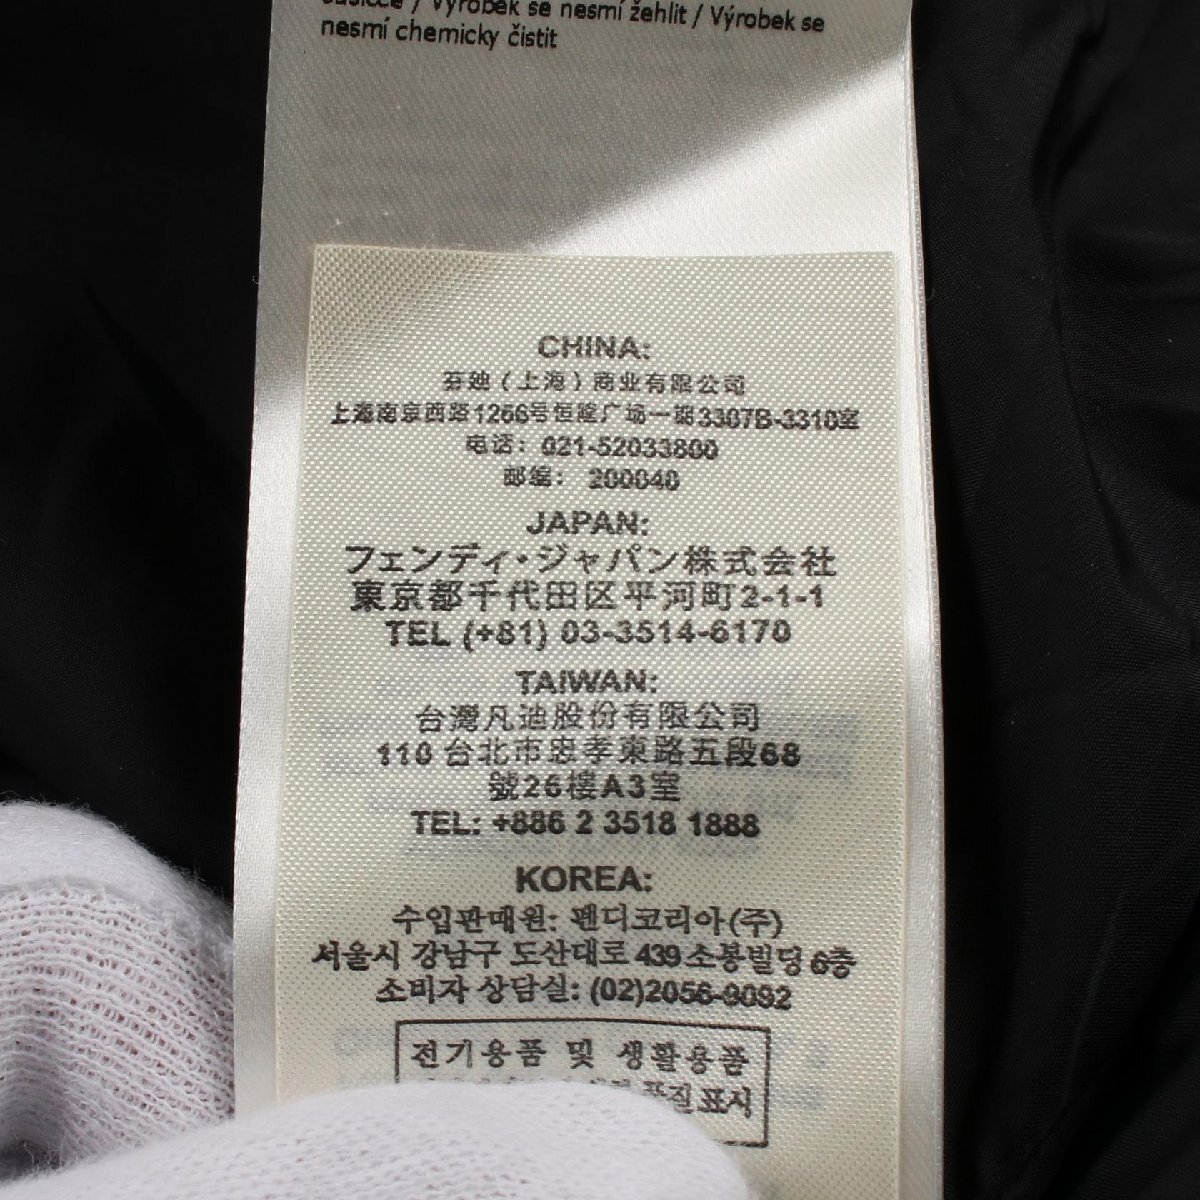 / Výrobek se nesmí žehlit / Výrobek se
nesmí chemicky čistit
CHINA:
芬迪（上海）商业有限公司
上海南京西路1266号恒隆广场一期3307B-3310室
电话: 021-52033800
邮编: 200040
JAPAN:
フェンディ・ジャパン株式会社
東京都千代田区平河町2-1-1
TEL (+81) 03-3514-6170
TAIWAN:
台灣凡迪股份有限公司
110 台北市忠孝東路五段68
號26樓A3室
TEL: +886 2 3518 1888
KOREA:
수입판매원: 펜디코리아(주)
서울시 강남구 도산대로 439 소봉빌딩 6층
소비자 상담실: (02)2056-9092
전기용품 및 생활용품
품질표시